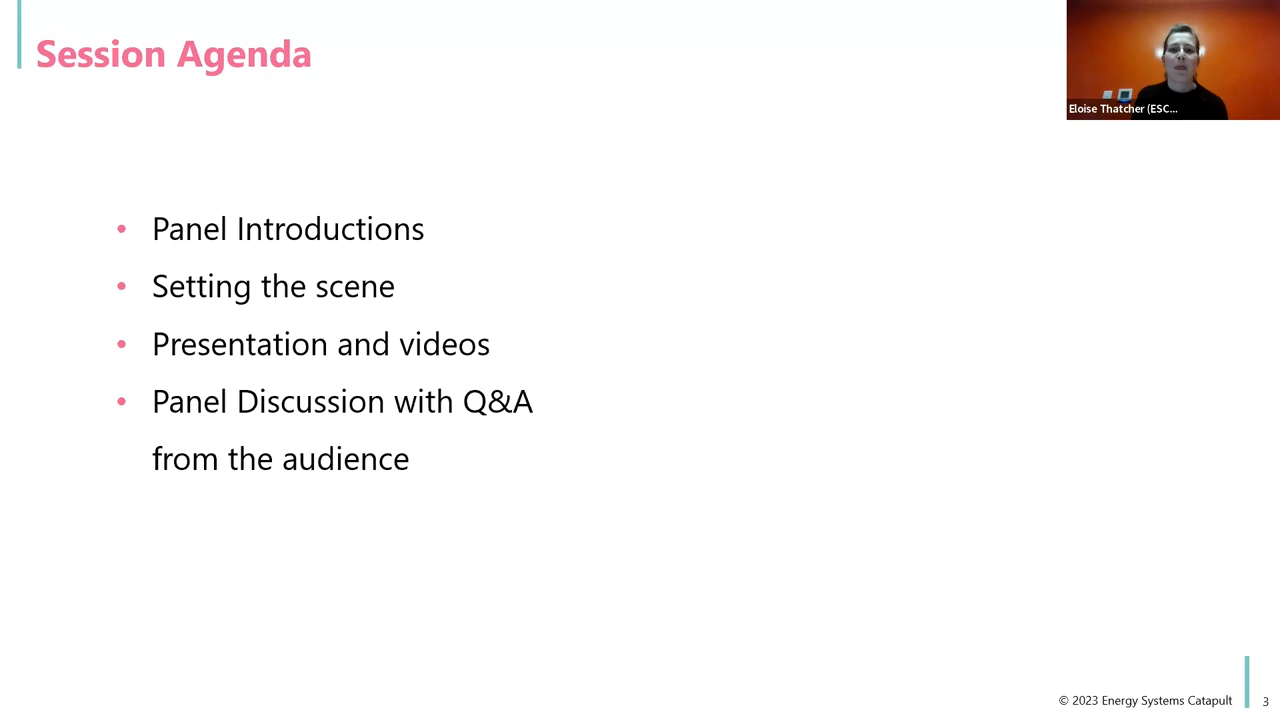 Session Agenda
Eloise Thatcher (ESC...
• Panel Introductions
• Setting the scene
• Presentation and videos
• Panel Discussion with Q&A
from the audience
© 2023 Energy Systems Catapult
3